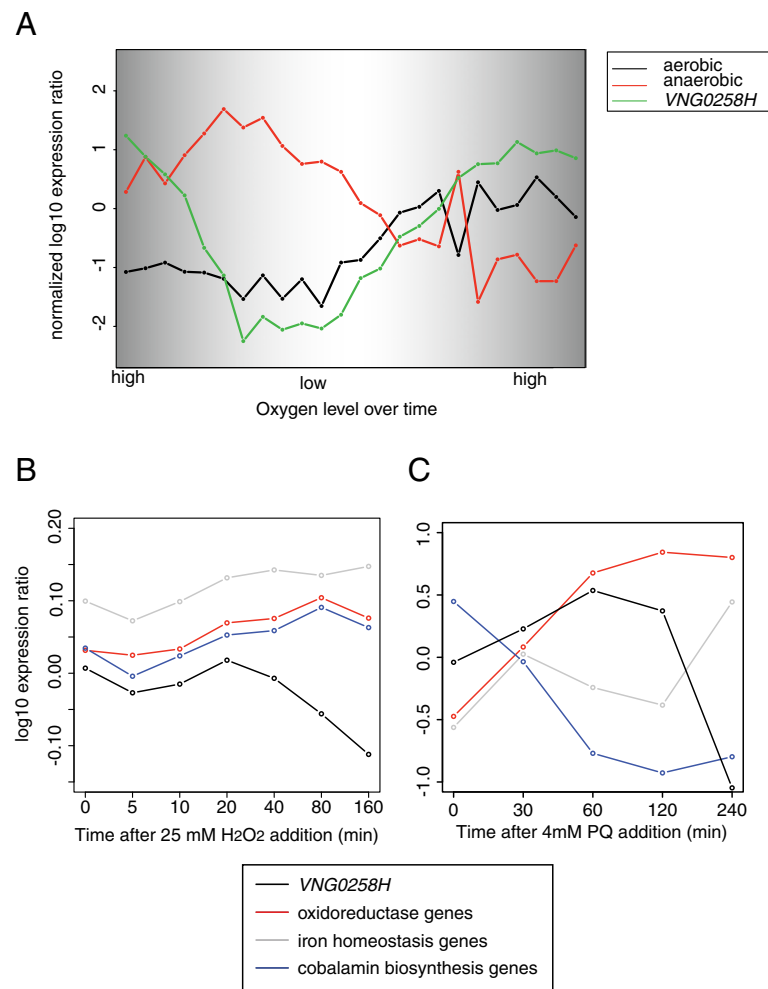 A
normalized log10 expression ratio
2
1
0
-1
-2
high
low
high
Oxygen level over time
aerobic
anaerobic
VNG0258H
B
log10 expression ratio
0.20
0.10
0.00
-0.10
0 5 10 20 40 80 160
Time after 25 mM H2O2 addition (min)
C
1.0
0.5
0.0
-0.5
-1.0
0 30 60 120 240
Time after 4mM PQ addition (min)
VNG0258H
oxidoreductase genes
iron homeostasis genes
cobalamin biosynthesis genes